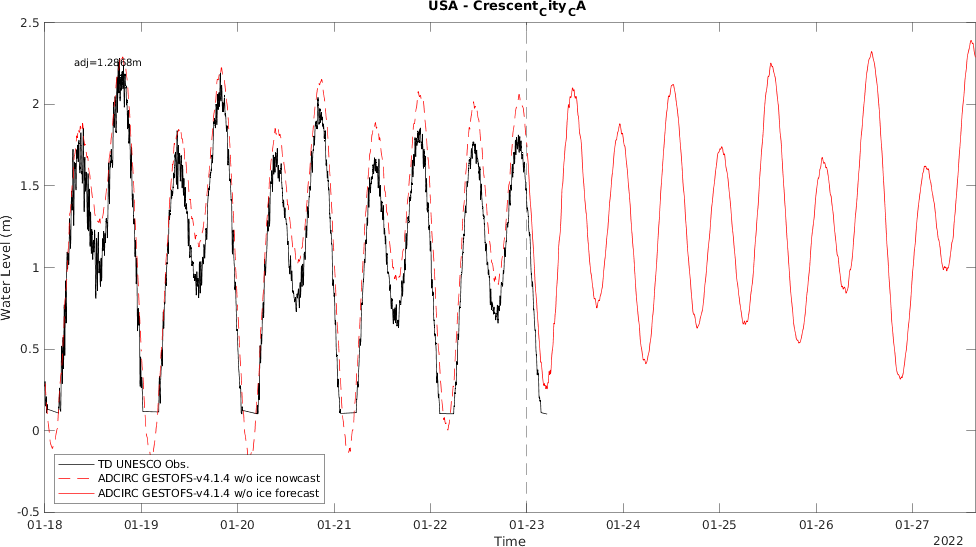 USA - CrescentCityCA
adj=1.2868m
2.5
2
1.5
1
0.5
0
-0.5
Water Level (m)
TD UNESCO Obs.
ADCIRC GESTOFS-v4.1.4 w/o ice nowcast
ADCIRC GESTOFS-v4.1.4 w/o ice forecast
01-18 01-19 01-20 01-21 01-22 01-23 01-24 01-25 01-26 01-27
Time
2022